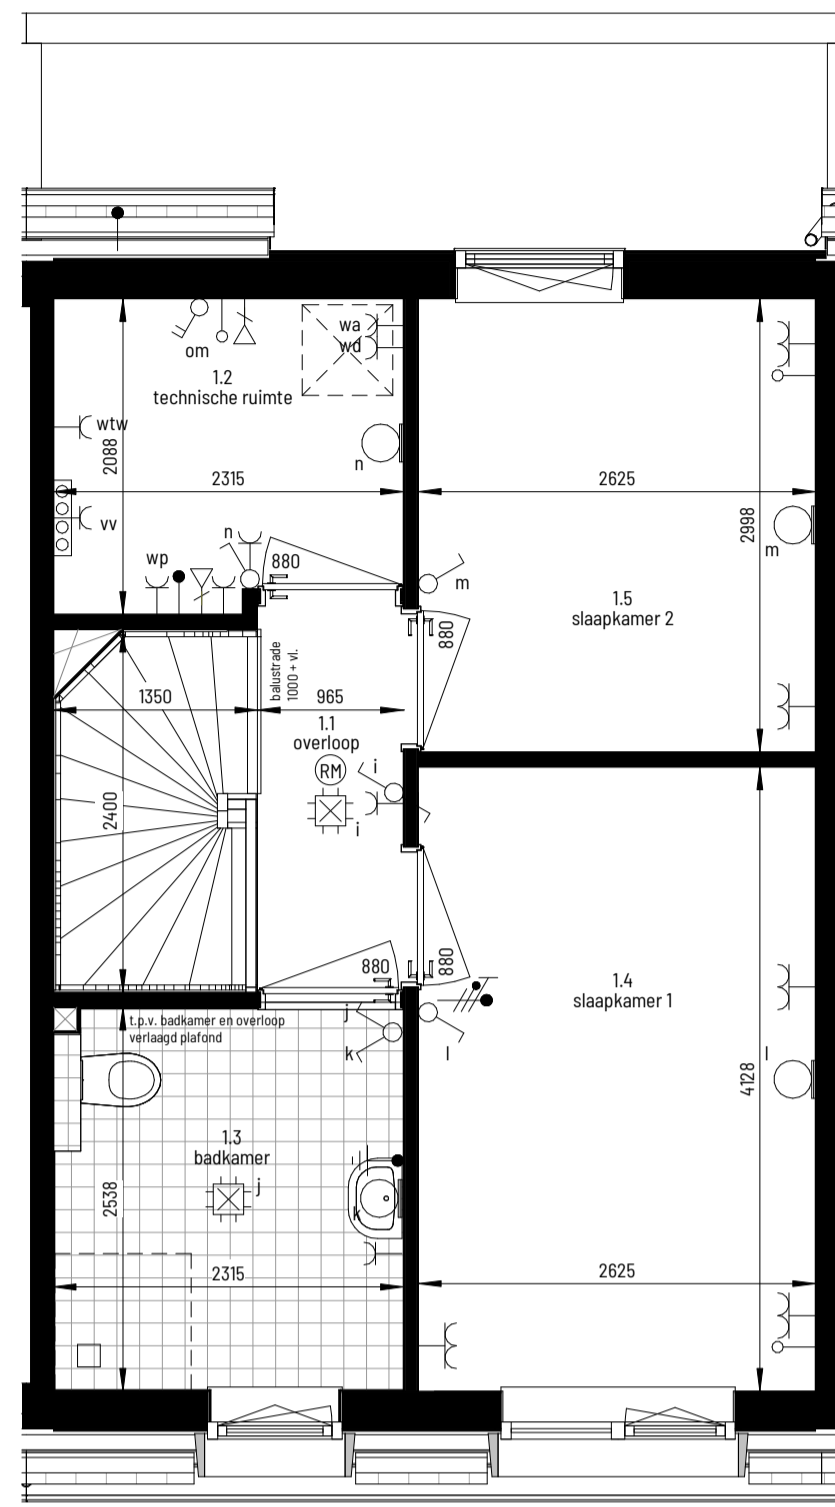 wa
wd
om
1.2
technische ruimte
wtw
2088
n
2315
2625
vv
2998
m
n
wp
880
m
1.5
slaapkamer 2
880
balustrade
1000 + vl.
1350
965
1.1
overloop
RM
i
i
2400
880
880
1.4
slaapkamer 1
j
t.p.v. badkamer en overloop
verlaagd plafond
k
l
l
4128
1.3
badkamer
j
k
2538
2315
2625